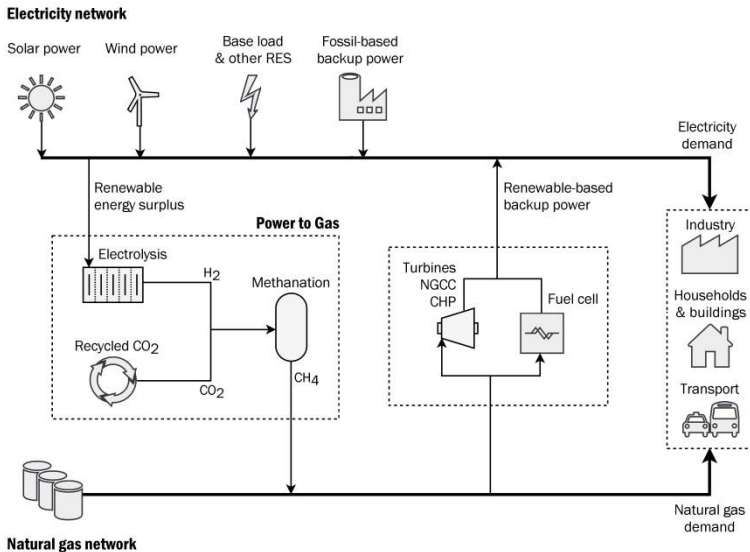 Electricity network
Solar power
Wind power
Base load
& other RES
Fossil-based
backup power
Electricity
demand
Renewable
energy surplus
Renewable-based
backup power
Power to Gas
Electrolysis
H2
Methanation
Recycled CO2
CO2
CH4
Turbines
NGCC
CHP
Fuel cell
Industry
Households
& buildings
Transport
Natural gas
demand
Natural gas network